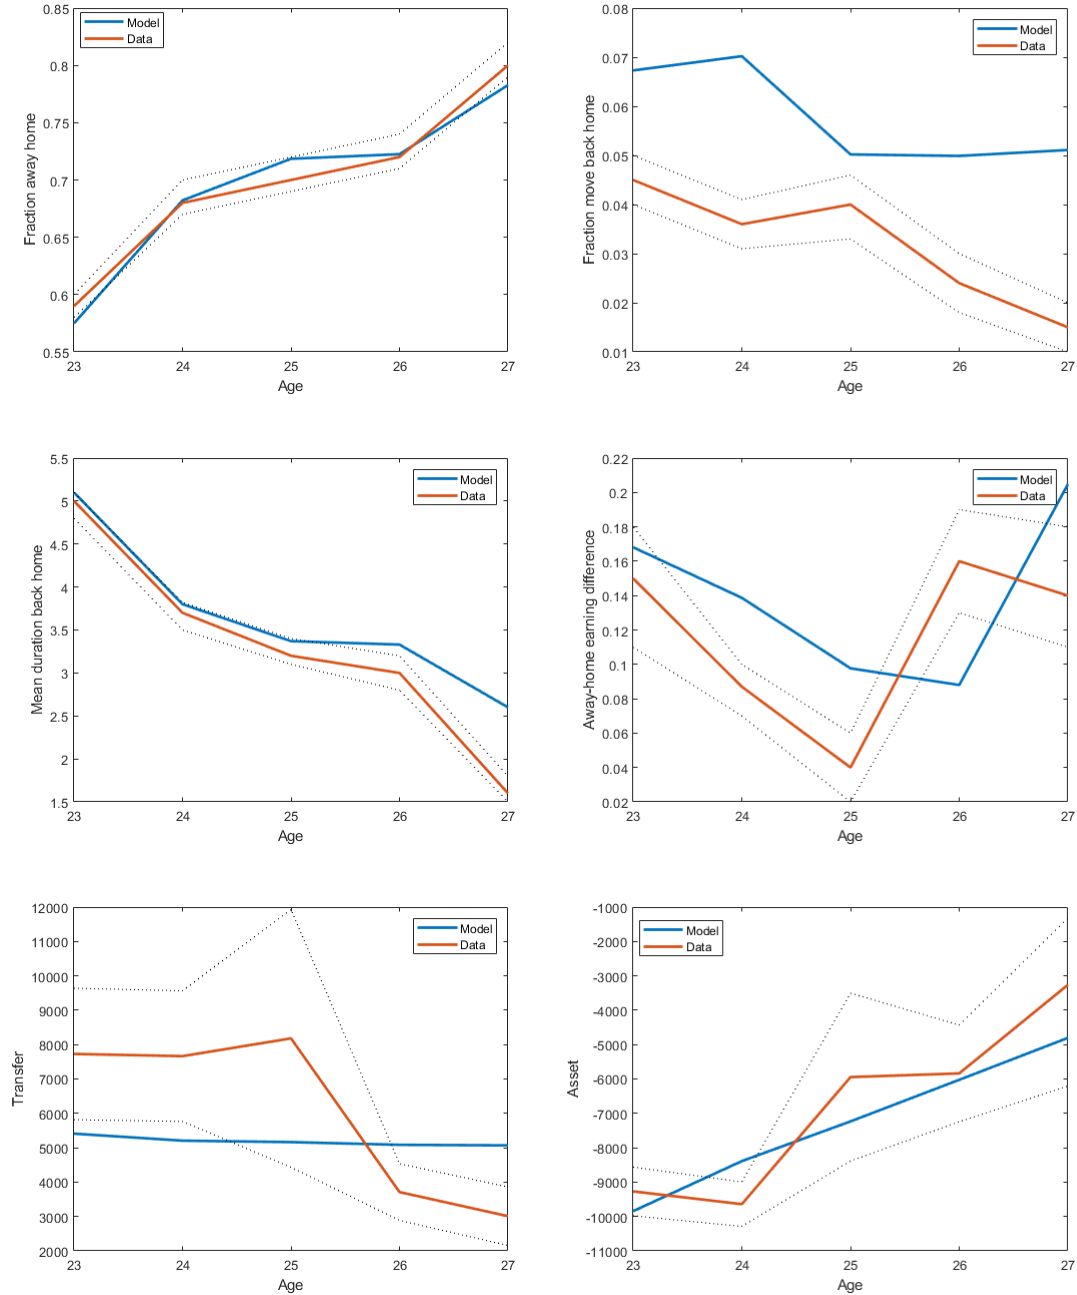 0.85
0.8
0.75
0.7
0.65
0.6
0.55
23 24 25 26 27
Age
Fraction away home
Model
Data
0.08
0.07
0.06
0.05
0.04
0.03
0.02
0.01
23 24 25 26 27
Age
Fraction move back home
Model
Data
5.5
5
4.5
4
3.5
3
2.5
2
1.5
23 24 25 26 27
Age
Mean duration back home
Model
Data
0.22
0.2
0.18
0.16
0.14
0.12
0.1
0.08
0.06
0.04
0.02
23 24 25 26 27
Age
Away-home earning difference
Model
Data
12000
11000
10000
9000
8000
7000
6000
5000
4000
3000
2000
23 24 25 26 27
Age
Transfer
Model
Data
-1000
-2000
-3000
-4000
-5000
-6000
-7000
-8000
-9000
-10000
-11000
23 24 25 26 27
Age
Asset
Model
Data